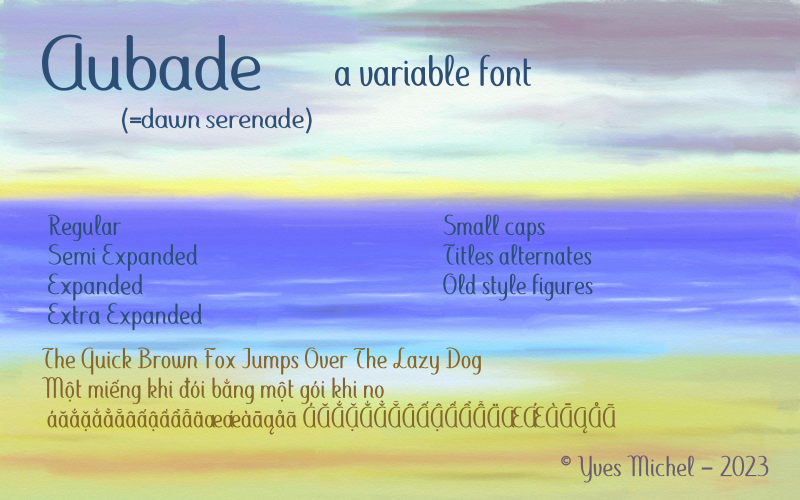 Aubade
a variable font
(=dawn serenade)
Regular
Semi Expanded
Expanded
Extra Expanded
Small caps
Titles alternates
Old style figures
The Quick Brown Fox Jumps Over The Lazy Dog
Một miếng khi đói bằng một gói khi no
áăắặằẳẵâấậầẩẫäæǽàāąåã ÁĂẮẶẰẲẴÂẤẬẦẨẪÄÆǼÀĀĄÅÃ
© Yves Michel – 2023